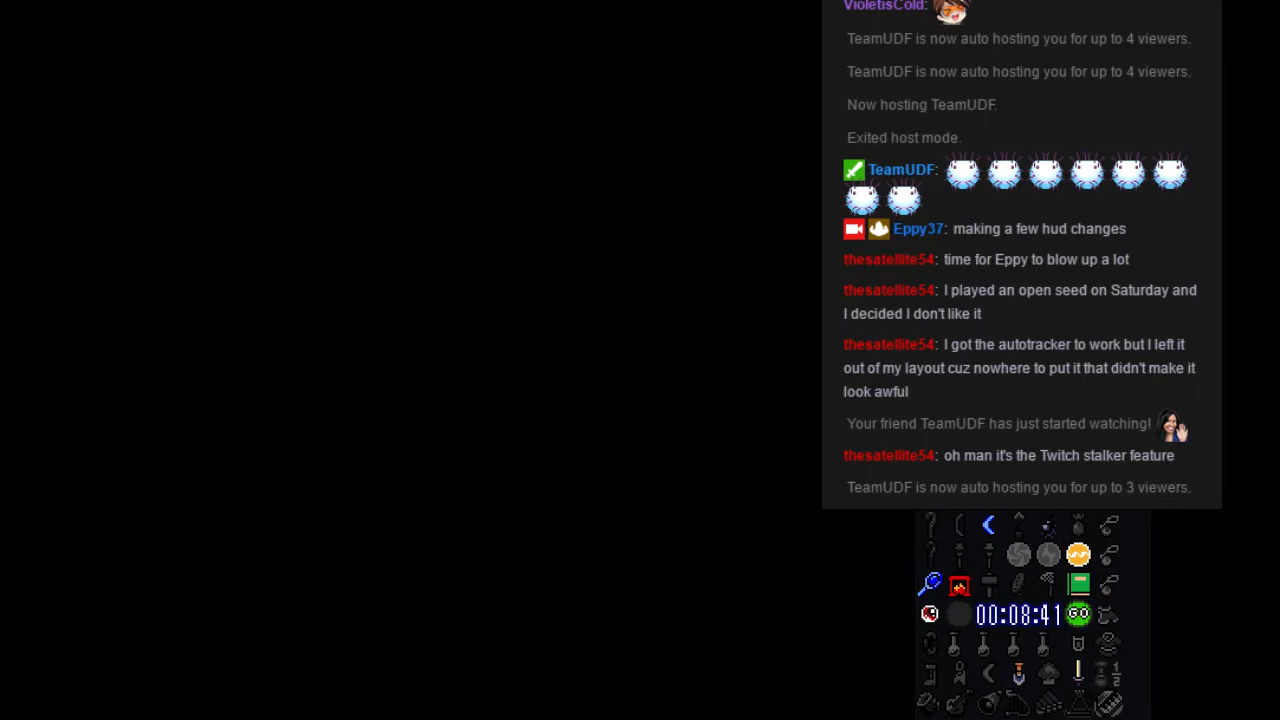 VioletisCold:
TeamUDF is now auto hosting you for up to 4 viewers.
TeamUDF is now auto hosting you for up to 4 viewers.
Now hosting TeamUDF.
Exited host mode.
TeamUDF:
Eppy37: making a few hud changes
thesatellite54: time for Eppy to blow up a lot
thesatellite54: I played an open seed on Saturday and
I decided I don't like it
thesatellite54: I got the autotracker to work but I left it
out of my layout cuz nowhere to put it that didn't make it
look awful
Your friend TeamUDF has just started watching!
thesatellite54: oh man it's the Twitch stalker feature
TeamUDF is now auto hosting you for up to 3 viewers.
00:08:41 GO
1/2